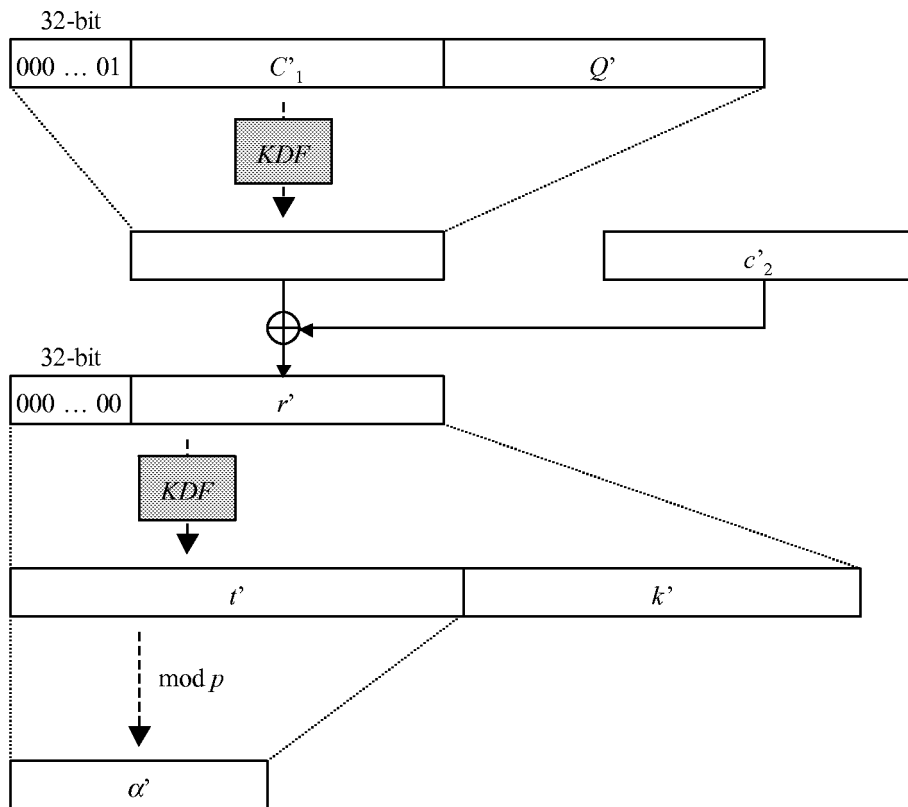 32-bit
000 … 01 C’₁ Q’
KDF
c’₂
32-bit
000 … 00 r’
KDF
t’ k’
mod p
α’